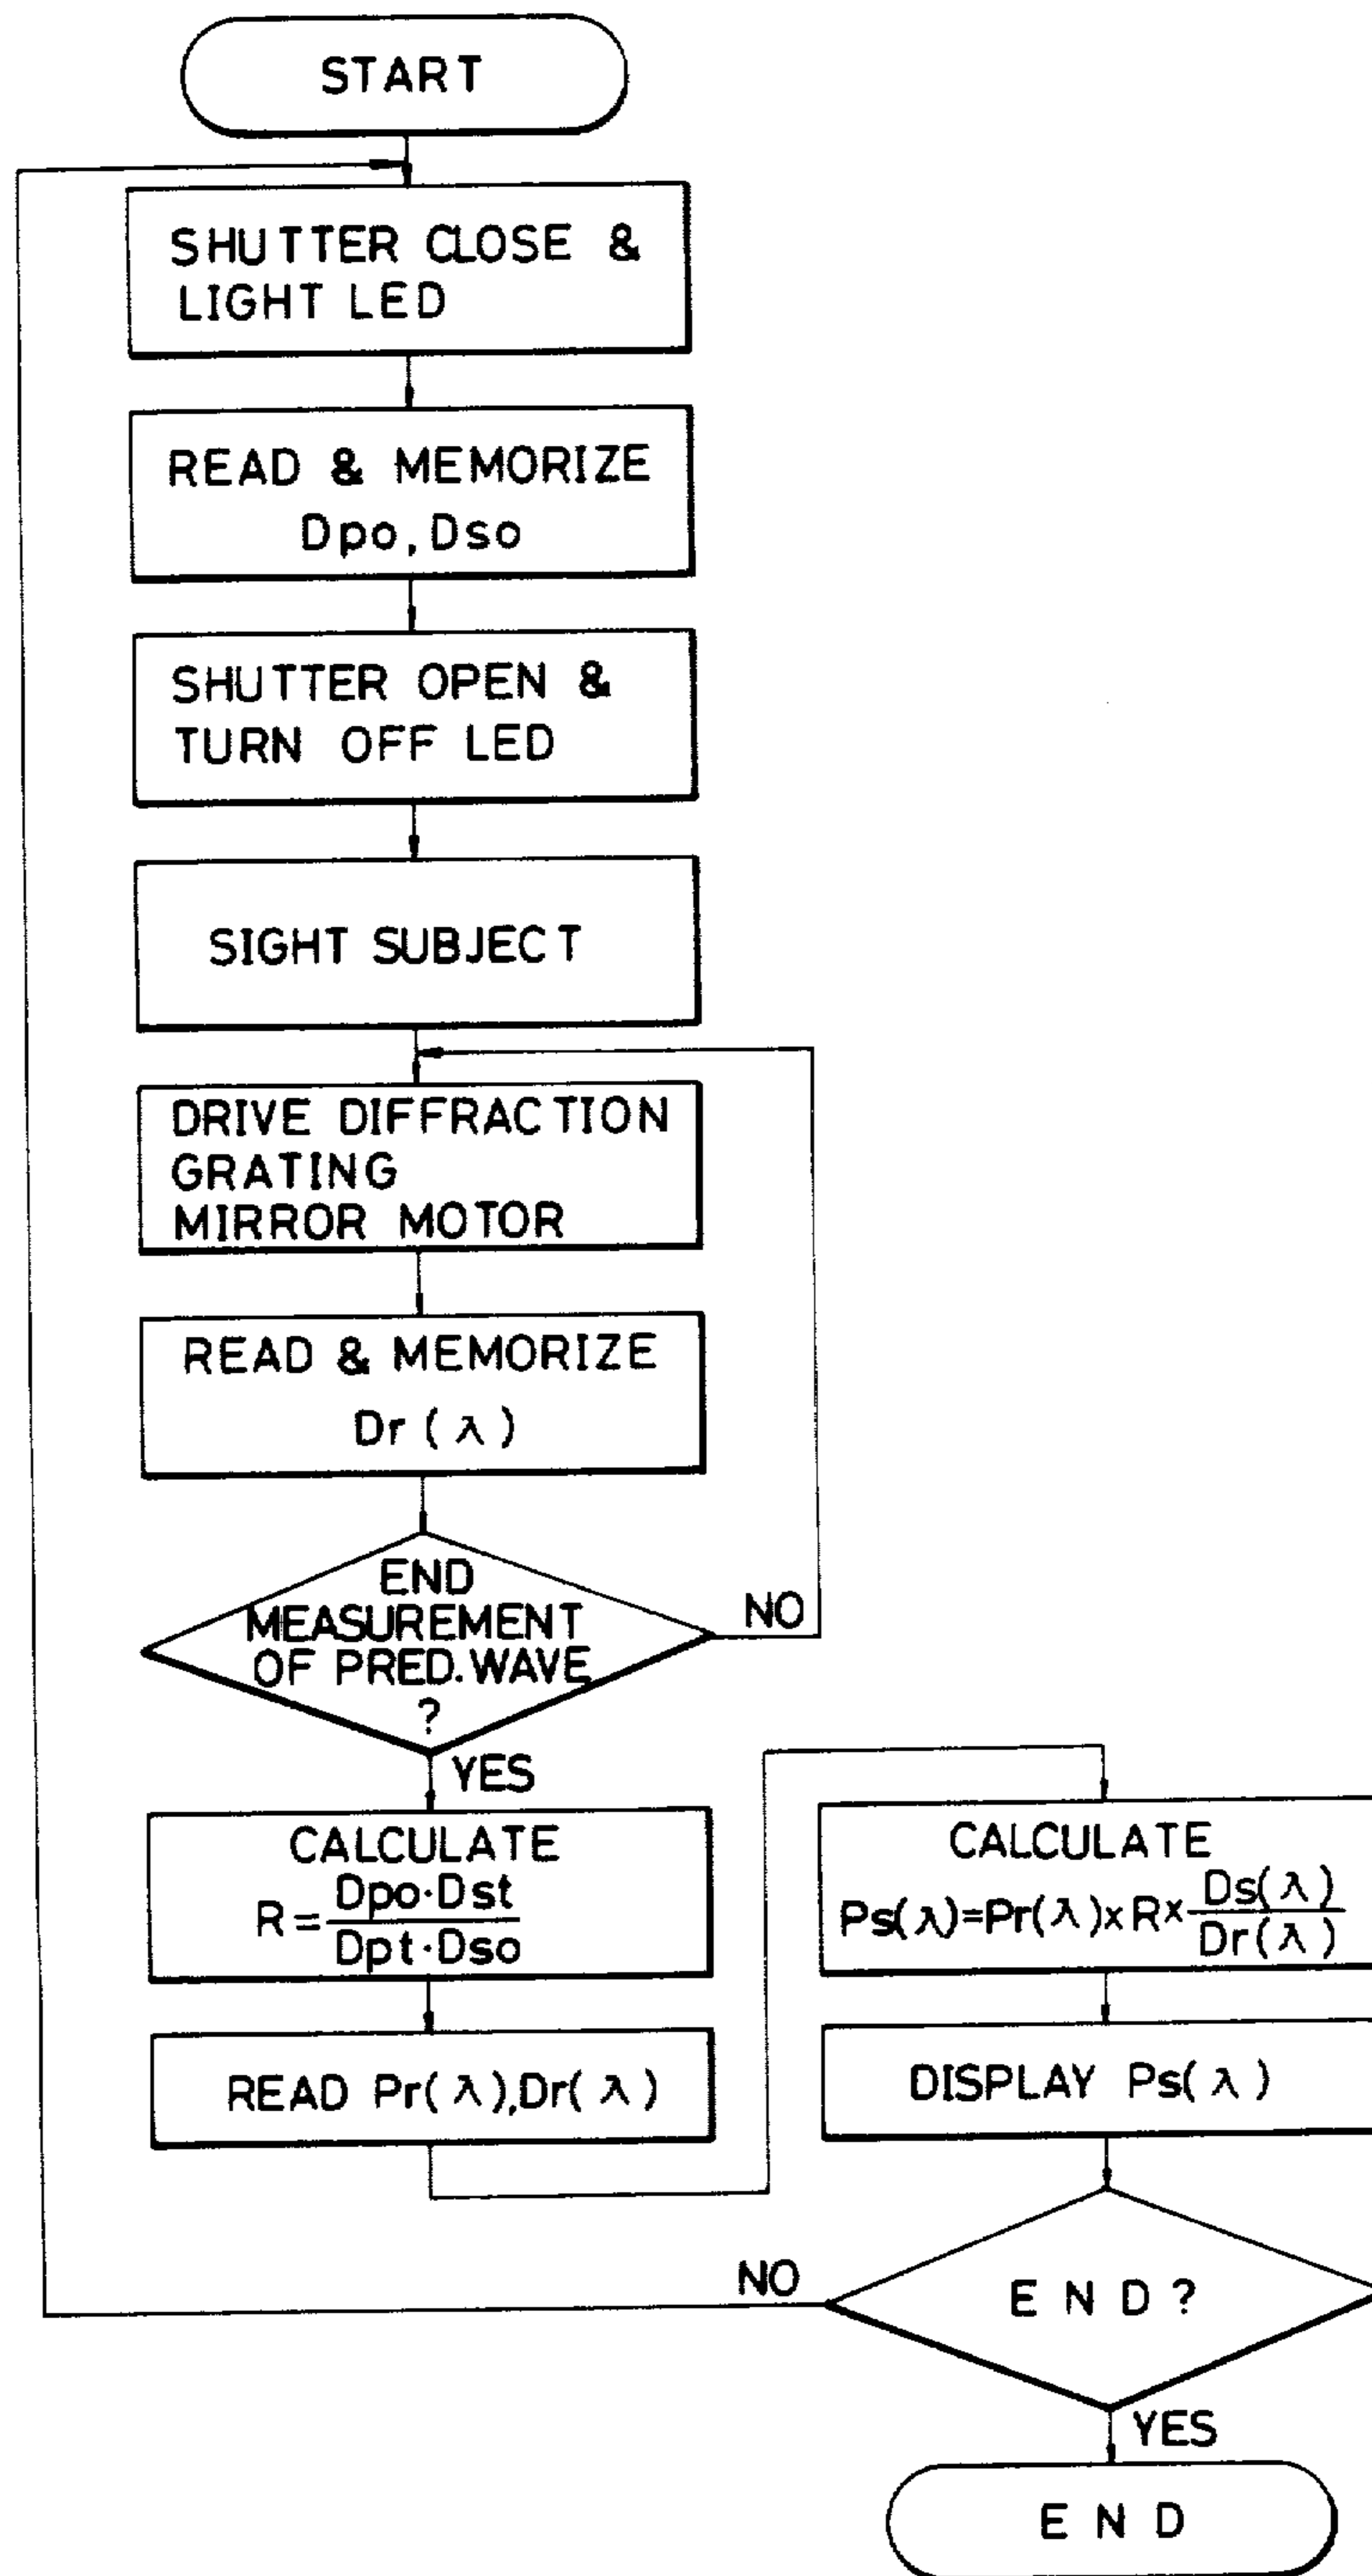 START
SHUTTER CLOSE &
LIGHT LED
READ & MEMORIZE
Dpo, Dso
SHUTTER OPEN &
TURN OFF LED
SIGHT SUBJECT
DRIVE DIFFRACTION
GRATING
MIRROR MOTOR
READ & MEMORIZE
Dr(λ)
END
MEASUREMENT
OF PRED.WAVE
?
NO
YES
CALCULATE
R=Dpo·Dst/Dpt·Dso
READ Pr(λ),Dr(λ)
CALCULATE
Ps(λ)=Pr(λ)×R×Ds(λ)/Dr(λ)
DISPLAY Ps(λ)
END?
NO
YES
END